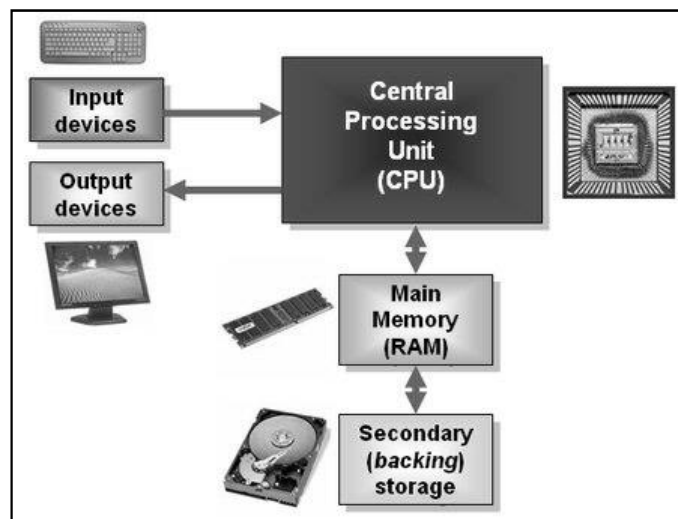 Input
devices
Central
Processing
Unit
(CPU)
Output
devices
Main
Memory
(RAM)
Secondary
(backing)
storage